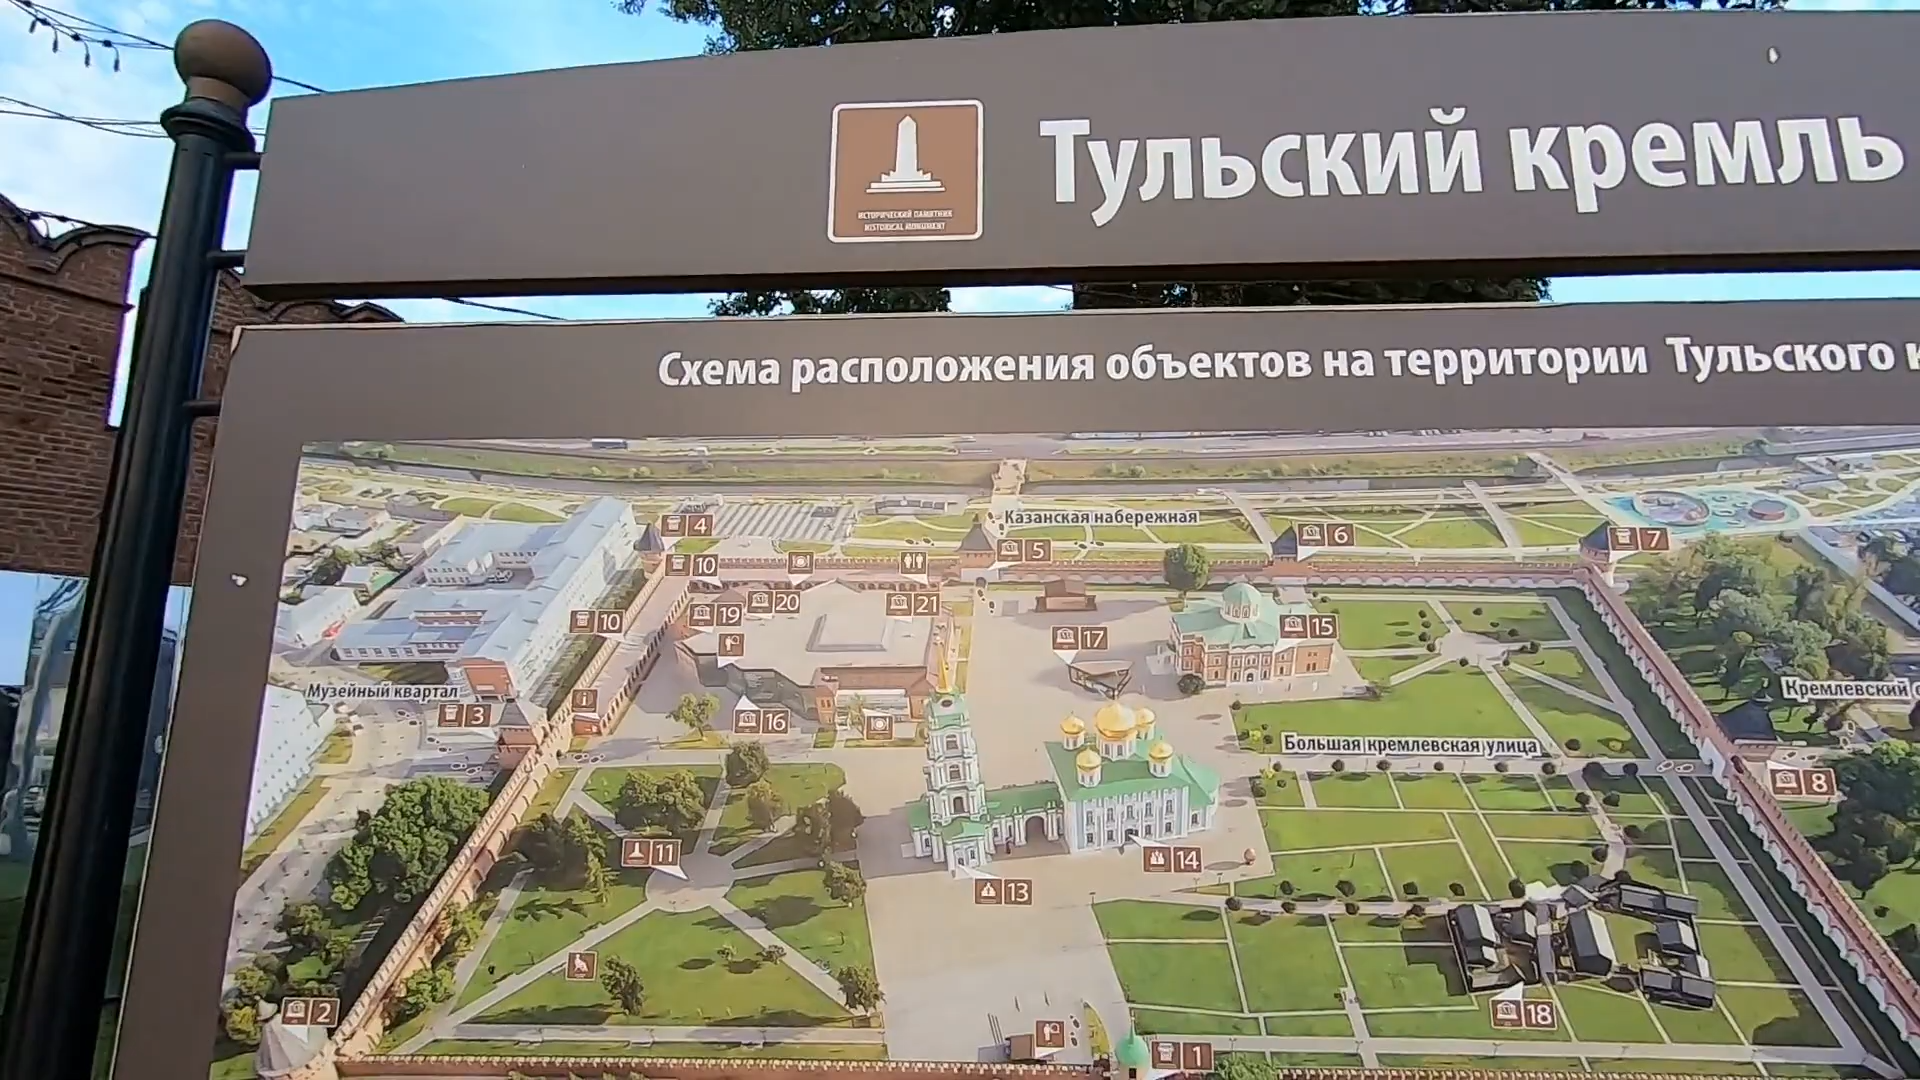 Тульский кремль
ИСТОРИЧЕСКИЙ ПАМЯТНИК
HISTORICAL MONUMENT
Схема расположения объектов на территории Тульского к
Казанская набережная
4
5
6
7
10
19
20
21
10
17
15
Музейный квартал
3
i
16
Кремлевский с
Большая кремлевская улица
8
11
14
13
2
18
1